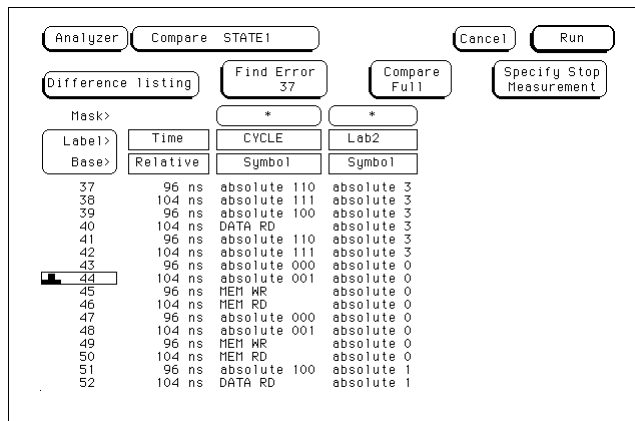 Analyzer Compare STATE1 Cancel Run
Difference listing Find Error 37 Compare Full Specify Stop Measurement
Mask> * *
Label> Time CYCLE Lab2
Base> Relative Symbol Symbol
37 96 ns absolute 110 absolute 3
38 104 ns absolute 111 absolute 3
39 96 ns absolute 100 absolute 3
40 104 ns DATA RD absolute 3
41 96 ns absolute 110 absolute 3
42 104 ns absolute 111 absolute 3
43 96 ns absolute 000 absolute 0
44 104 ns absolute 001 absolute 0
45 96 ns MEM WR absolute 0
46 104 ns MEM RD absolute 0
47 96 ns absolute 000 absolute 0
48 104 ns absolute 001 absolute 0
49 96 ns MEM WR absolute 0
50 104 ns MEM RD absolute 0
51 96 ns absolute 100 absolute 1
52 104 ns DATA RD absolute 1